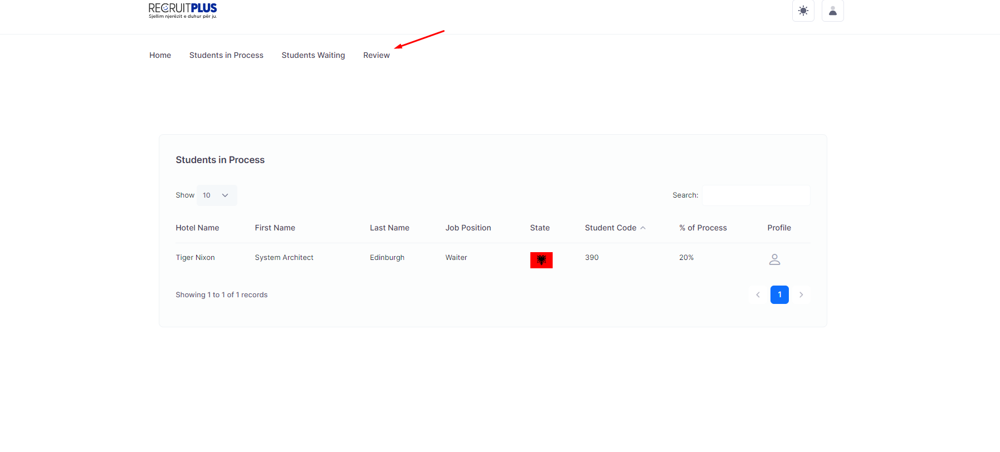 RECRUITPLUS
Sjellim njerëzit e duhur për ju.
Home Students in Process Students Waiting Review
Students in Process
Show 10 Search:
Hotel Name First Name Last Name Job Position State Student Code % of Process Profile
Tiger Nixon System Architect Edinburgh Waiter 390 20%
Showing 1 to 1 of 1 records 1